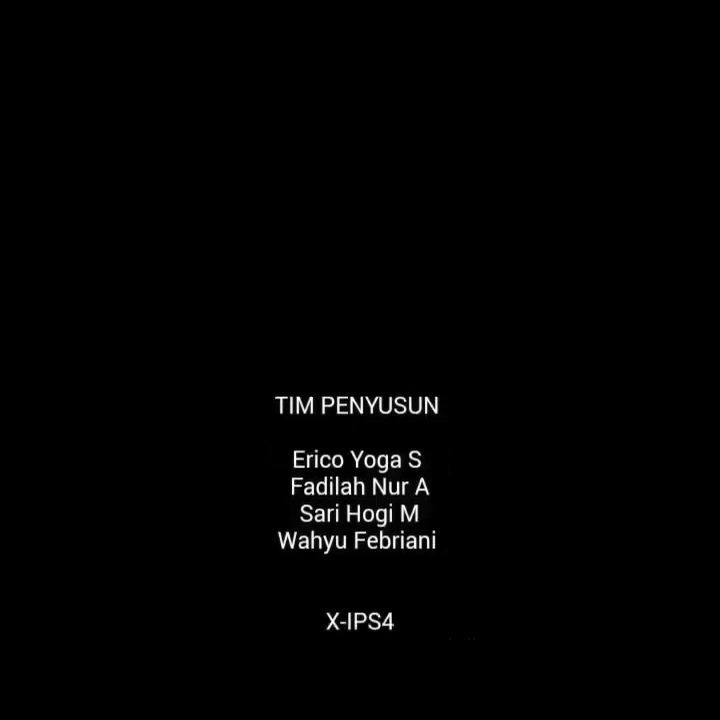 TIM PENYUSUN
Erico Yoga S
Fadilah Nur A
Sari Hogi M
Wahyu Febriani
X-IPS4